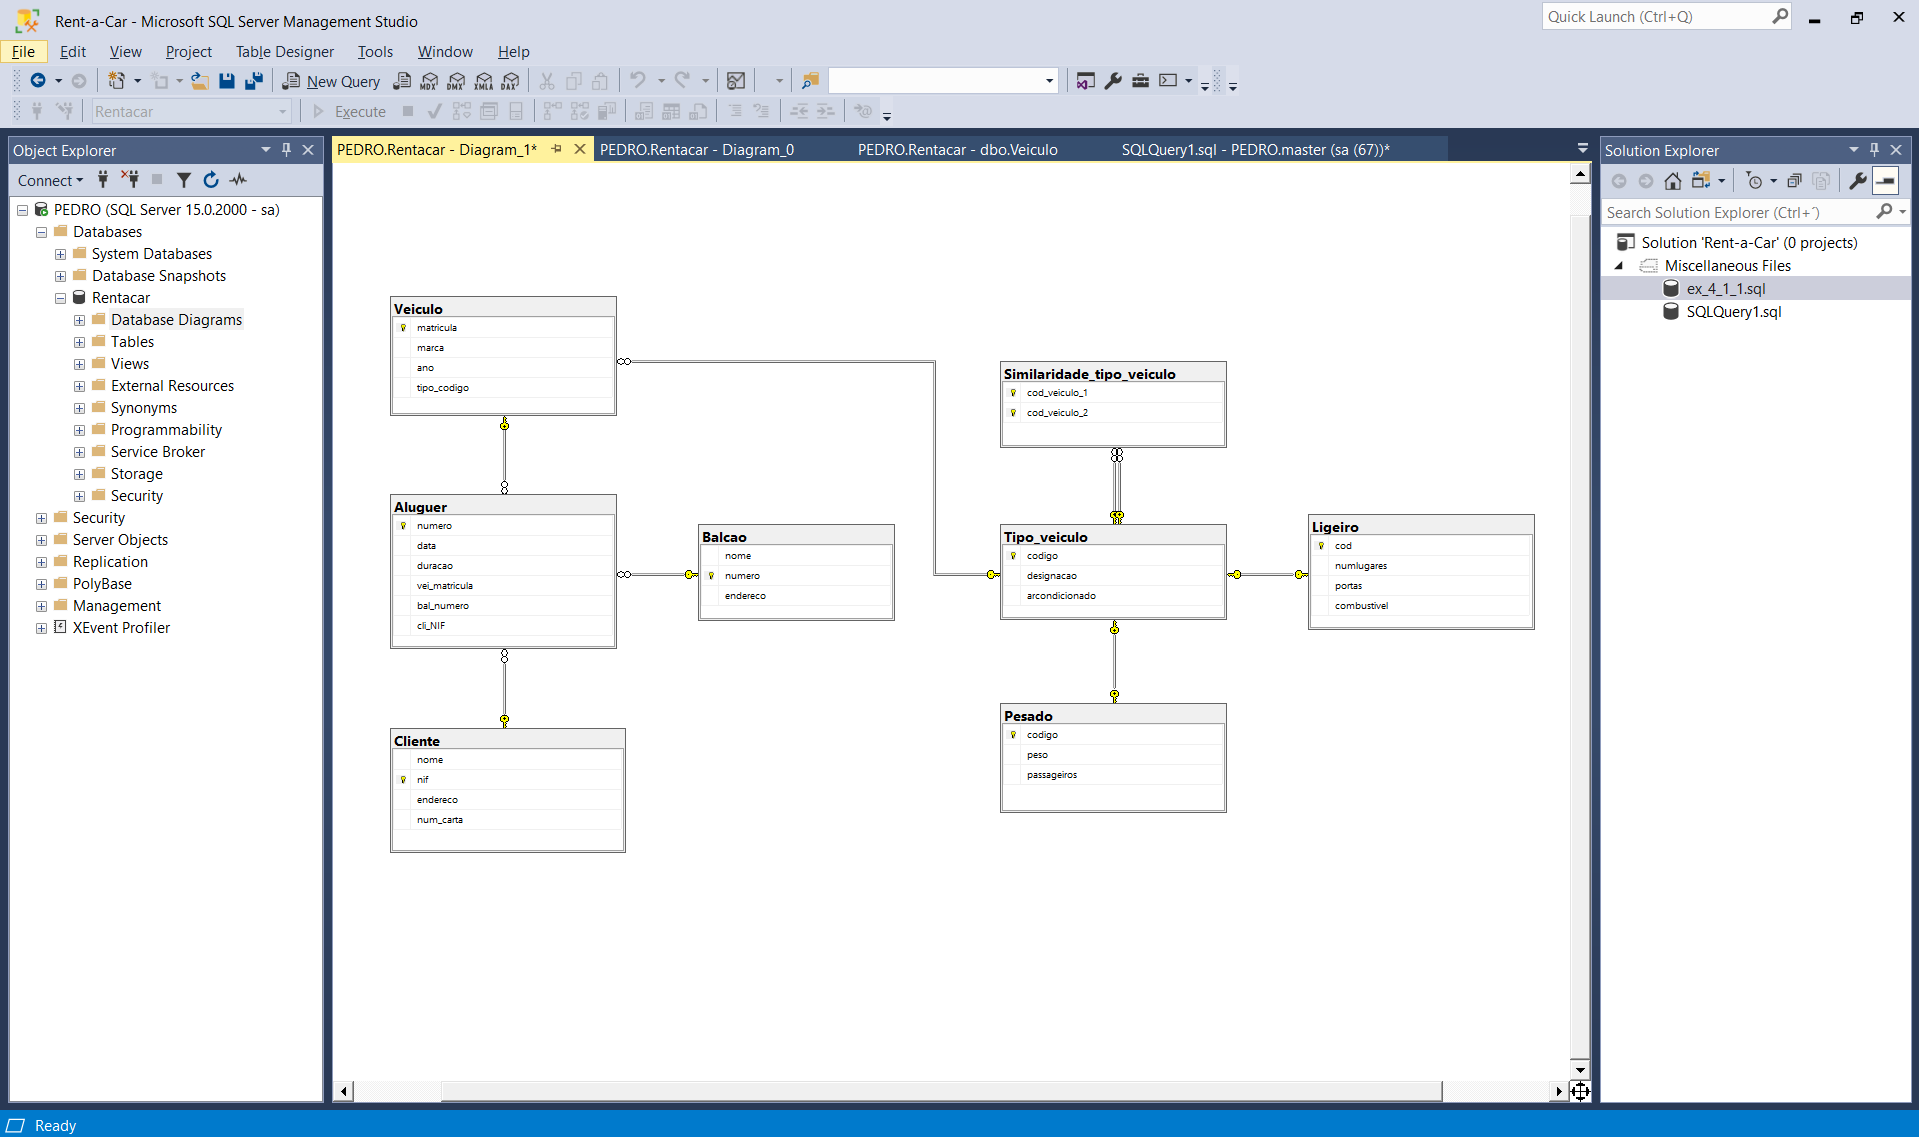 Rent-a-Car - Microsoft SQL Server Management Studio
Quick Launch (Ctrl+Q)
File Edit View Project Table Designer Tools Window Help
New Query MDX DMX XMLA DAX
Rentacar Execute
Object Explorer
Connect
PEDRO (SQL Server 15.0.2000 - sa)
Databases
System Databases
Database Snapshots
Rentacar
Database Diagrams
Tables
Views
External Resources
Synonyms
Programmability
Service Broker
Storage
Security
Security
Server Objects
Replication
PolyBase
Management
XEvent Profiler
PEDRO.Rentacar - Diagram_1*
PEDRO.Rentacar - Diagram_0
PEDRO.Rentacar - dbo.Veiculo
SQLQuery1.sql - PEDRO.master (sa (67))*
Veiculo
matricula
marca
ano
tipo_codigo
Aluguer
numero
data
duracao
vei_matricula
bal_numero
cli_NIF
Cliente
nome
nif
endereco
num_carta
Balcao
nome
numero
endereco
Similaridade_tipo_veiculo
cod_veiculo_1
cod_veiculo_2
Tipo_veiculo
codigo
designacao
arcondicionado
Pesado
codigo
peso
passageiros
Ligeiro
cod
numlugares
portas
combustivel
Solution Explorer
Search Solution Explorer (Ctrl+´)
Solution 'Rent-a-Car' (0 projects)
Miscellaneous Files
ex_4_1_1.sql
SQLQuery1.sql
Ready